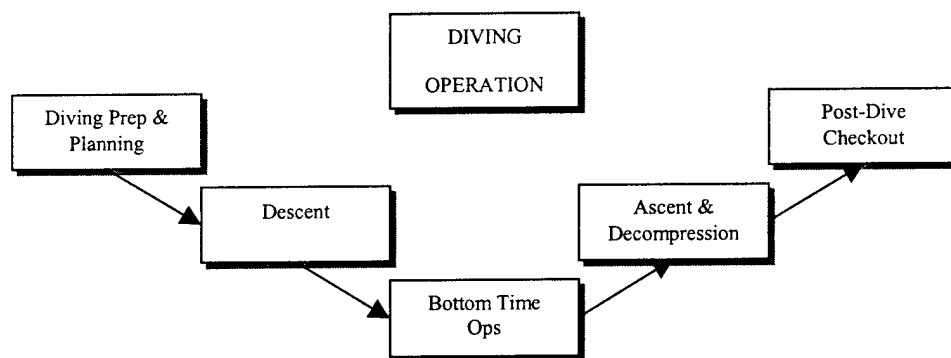 DIVING
OPERATION
Diving Prep &
Planning
Descent
Bottom Time
Ops
Ascent &
Decompression
Post-Dive
Checkout